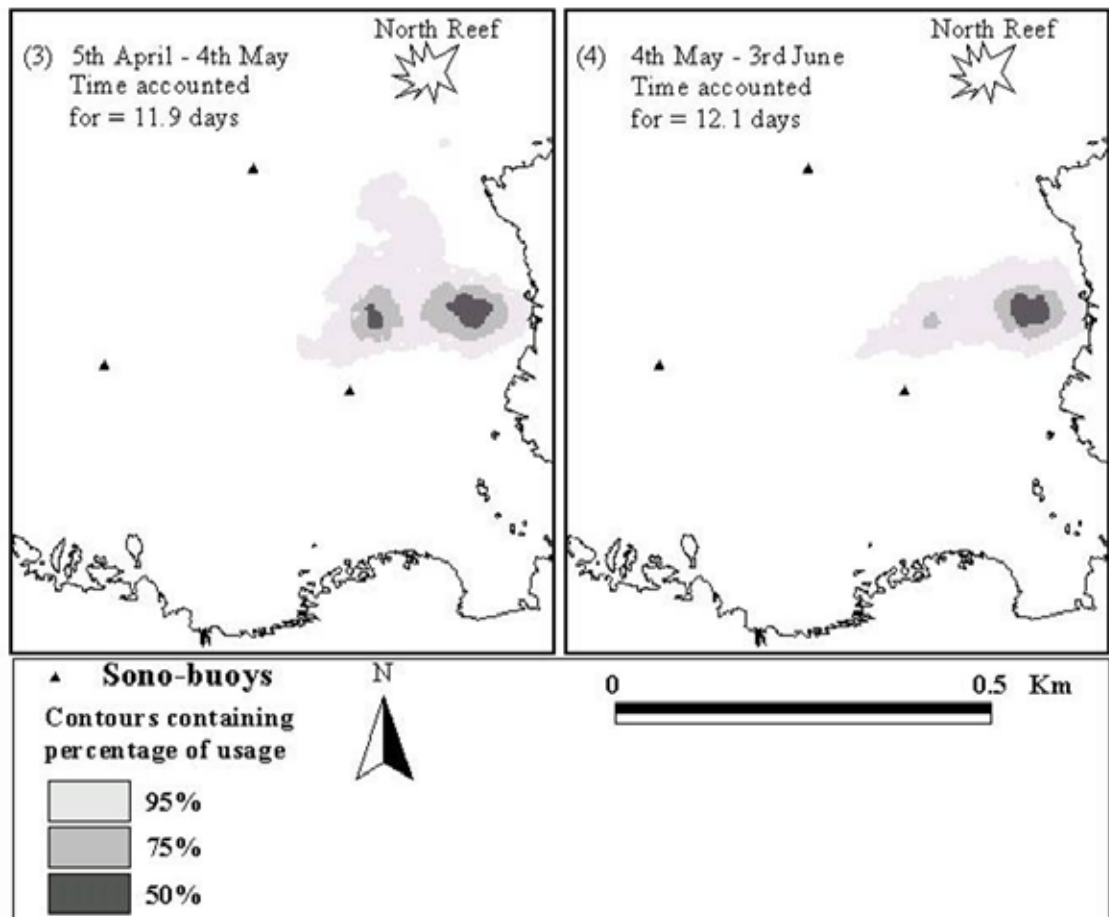 North Reef
(3) 5th April - 4th May
Time accounted
for = 11.9 days
North Reef
(4) 4th May - 3rd June
Time accounted
for = 12.1 days
Sono-buoys
Contours containing
percentage of usage
95%
75%
50%
N
0 0.5 Km